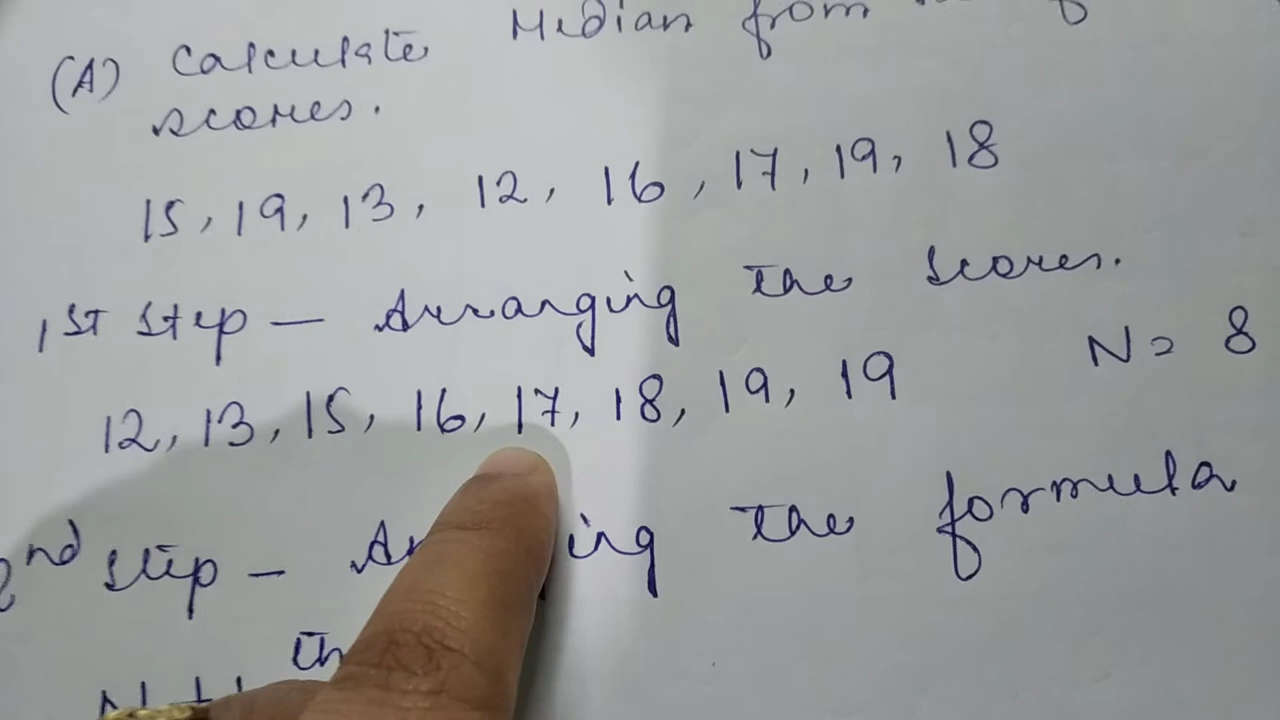 (A) Calculate Median from
scores.
15, 19, 13, 12, 16, 17, 19, 18
1st step - Arranging the scores.
12, 13, 15, 16, 17, 18, 19, 19 N = 8
2nd step - the formula